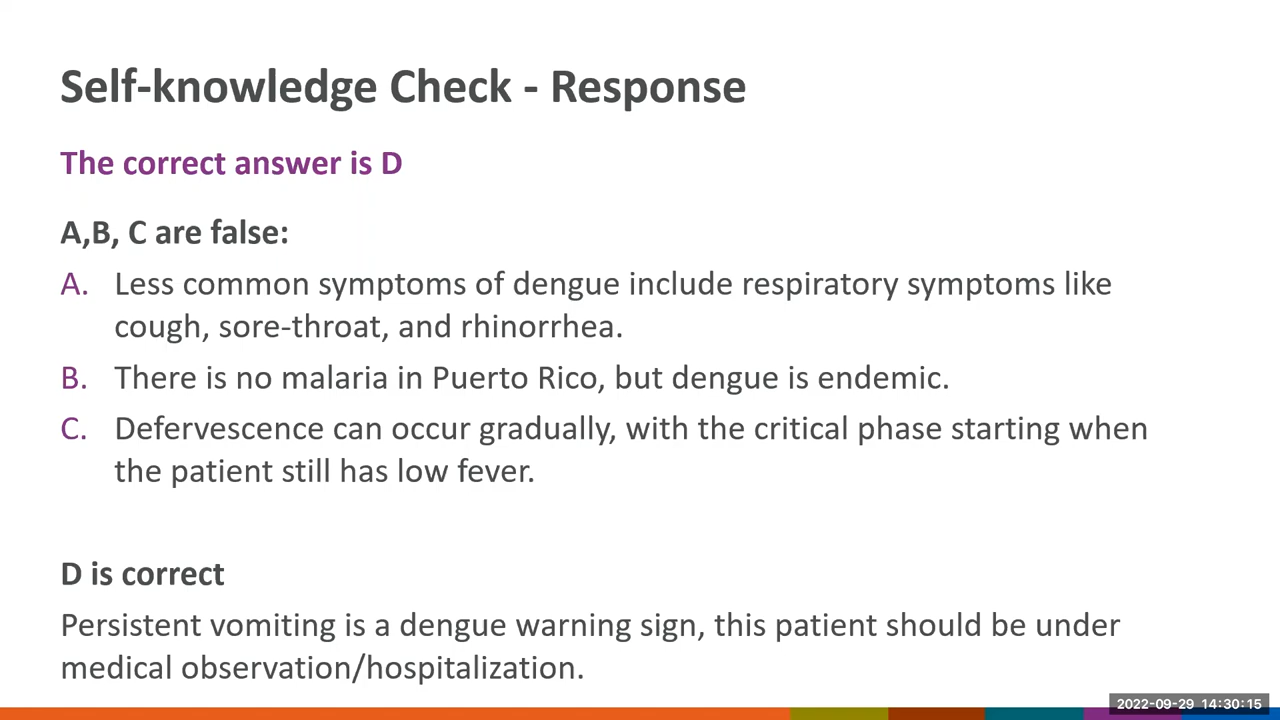 Self-knowledge Check - Response
The correct answer is D
A,B, C are false:
A. Less common symptoms of dengue include respiratory symptoms like
cough, sore-throat, and rhinorrhea.
B. There is no malaria in Puerto Rico, but dengue is endemic.
C. Defervescence can occur gradually, with the critical phase starting when
the patient still has low fever.
D is correct
Persistent vomiting is a dengue warning sign, this patient should be under
medical observation/hospitalization.
2022-09-29 14:30:15